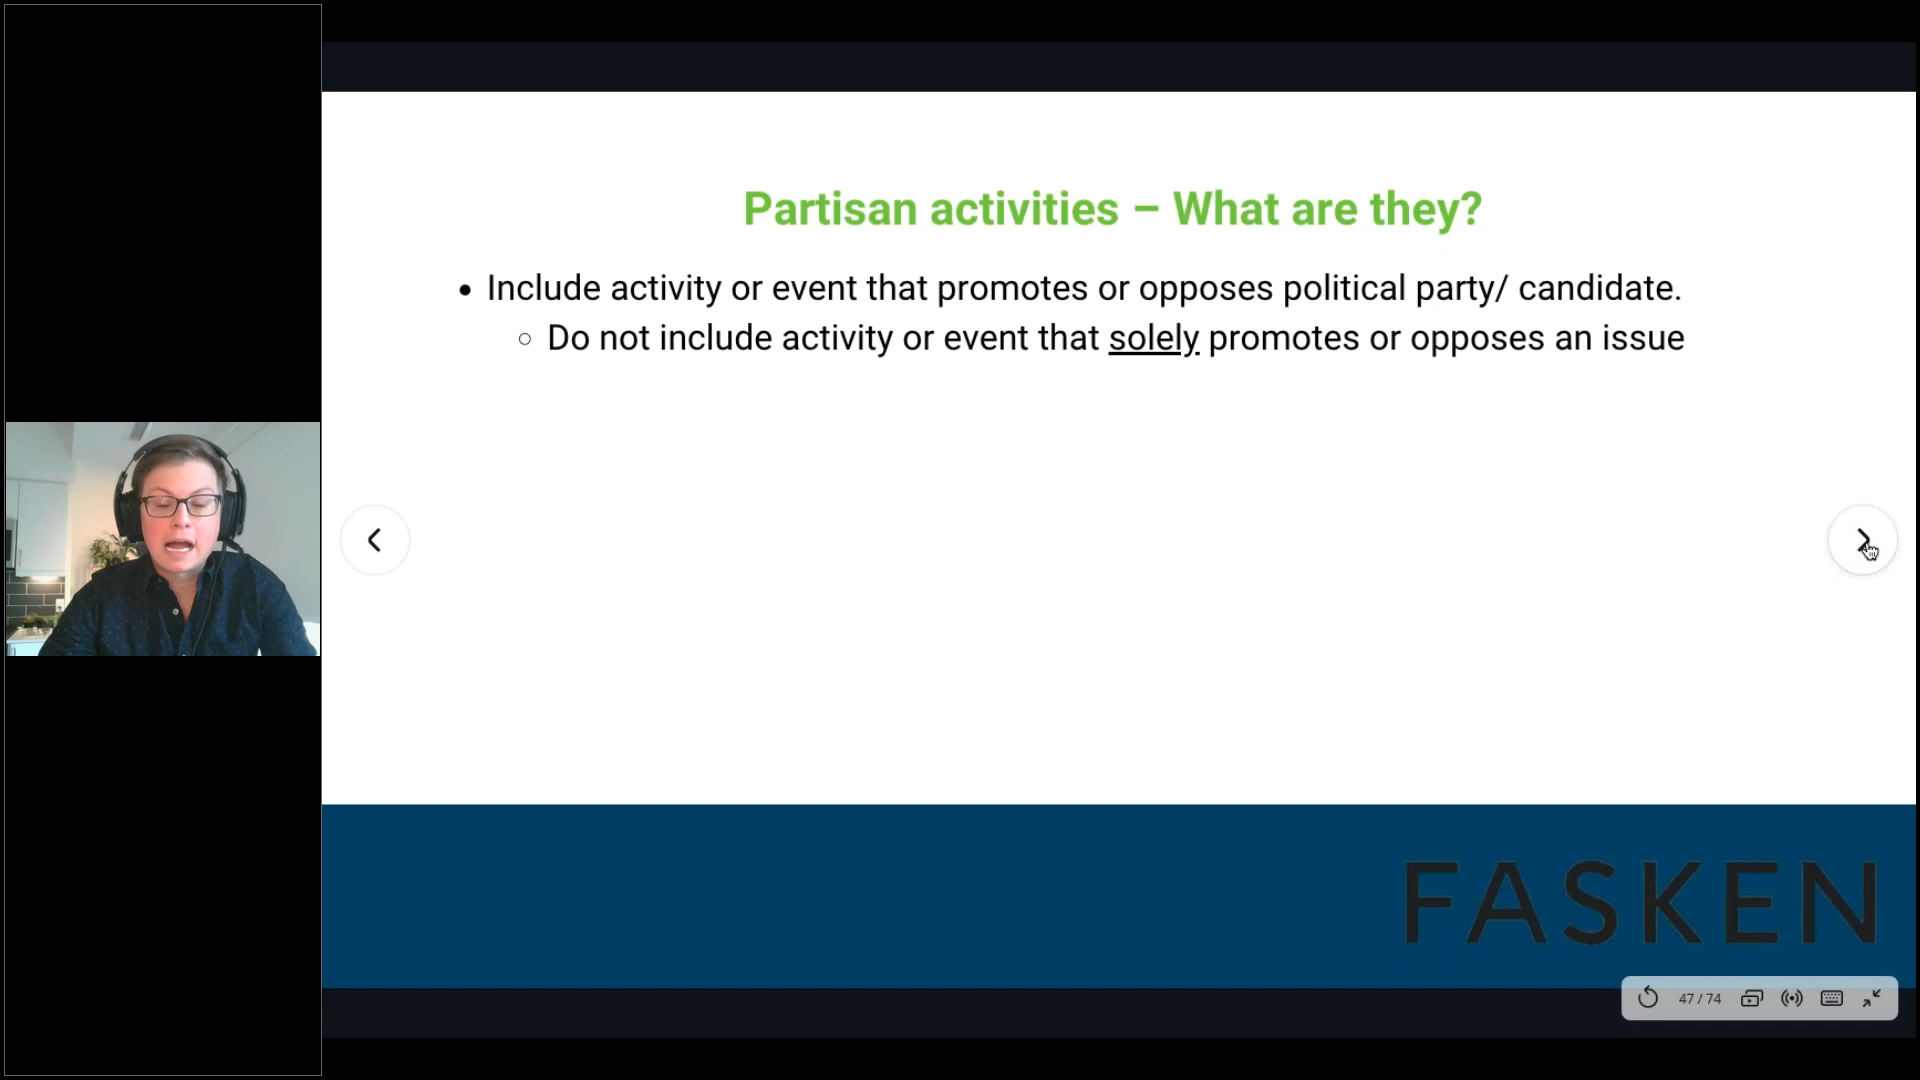 Partisan activities – What are they?
• Include activity or event that promotes or opposes political party/ candidate.
○ Do not include activity or event that solely promotes or opposes an issue
FASKEN
47 / 74